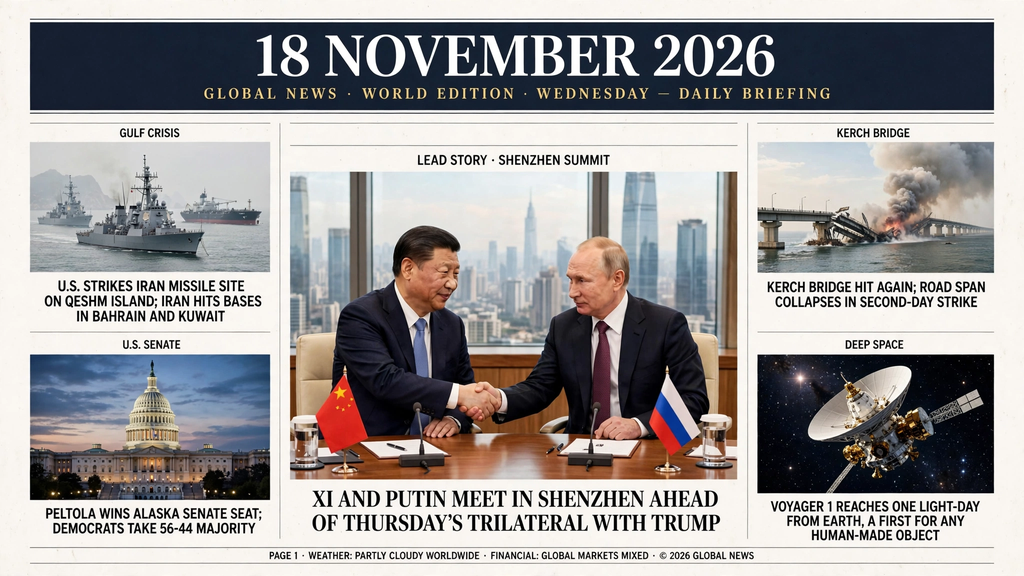 18 NOVEMBER 2026
GLOBAL NEWS · WORLD EDITION · WEDNESDAY — DAILY BRIEFING
GULF CRISIS
U.S. STRIKES IRAN MISSILE SITE
ON QESHM ISLAND; IRAN HITS BASES
IN BAHRAIN AND KUWAIT
U.S. SENATE
PELTOLA WINS ALASKA SENATE SEAT;
DEMOCRATS TAKE 56-44 MAJORITY
LEAD STORY · SHENZHEN SUMMIT
XI AND PUTIN MEET IN SHENZHEN AHEAD
OF THURSDAY'S TRILATERAL WITH TRUMP
KERCH BRIDGE
KERCH BRIDGE HIT AGAIN; ROAD SPAN
COLLAPSES IN SECOND-DAY STRIKE
DEEP SPACE
VOYAGER 1 REACHES ONE LIGHT-DAY
FROM EARTH, A FIRST FOR ANY
HUMAN-MADE OBJECT
PAGE 1 · WEATHER: PARTLY CLOUDY WORLDWIDE · FINANCIAL: GLOBAL MARKETS MIXED · © 2026 GLOBAL NEWS